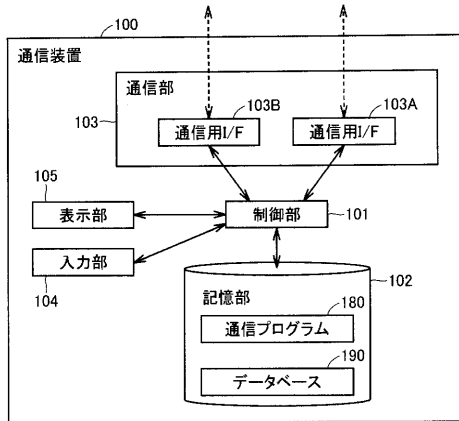 100
通信装置
通信部
103B
103A
103
通信用I/F
通信用I/F
105
表示部
制御部
101
入力部
104
102
記憶部
180
通信プログラム
190
データベース